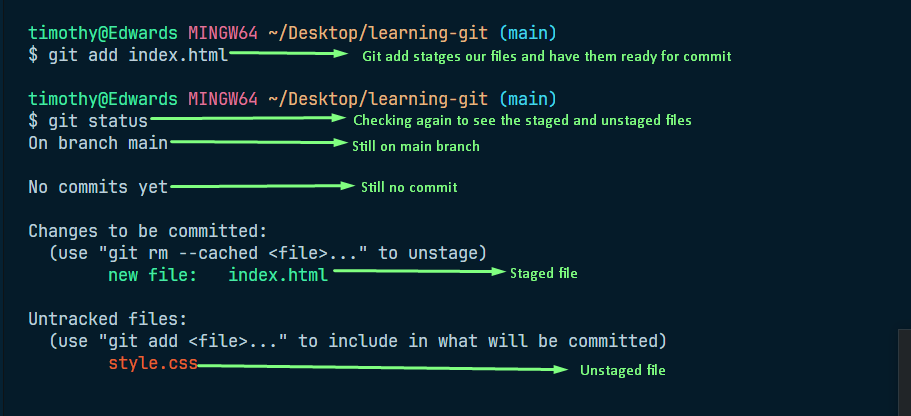 timothy@Edwards MINGW64 ~/Desktop/learning-git (main)
$ git add index.html Git add statges our files and have them ready for commit
timothy@Edwards MINGW64 ~/Desktop/learning-git (main)
$ git status Checking again to see the staged and unstaged files
On branch main Still on main branch
No commits yet Still no commit
Changes to be committed:
(use "git rm --cached <file>..." to unstage)
new file: index.html Staged file
Untracked files:
(use "git add <file>..." to include in what will be committed)
style.css Unstaged file